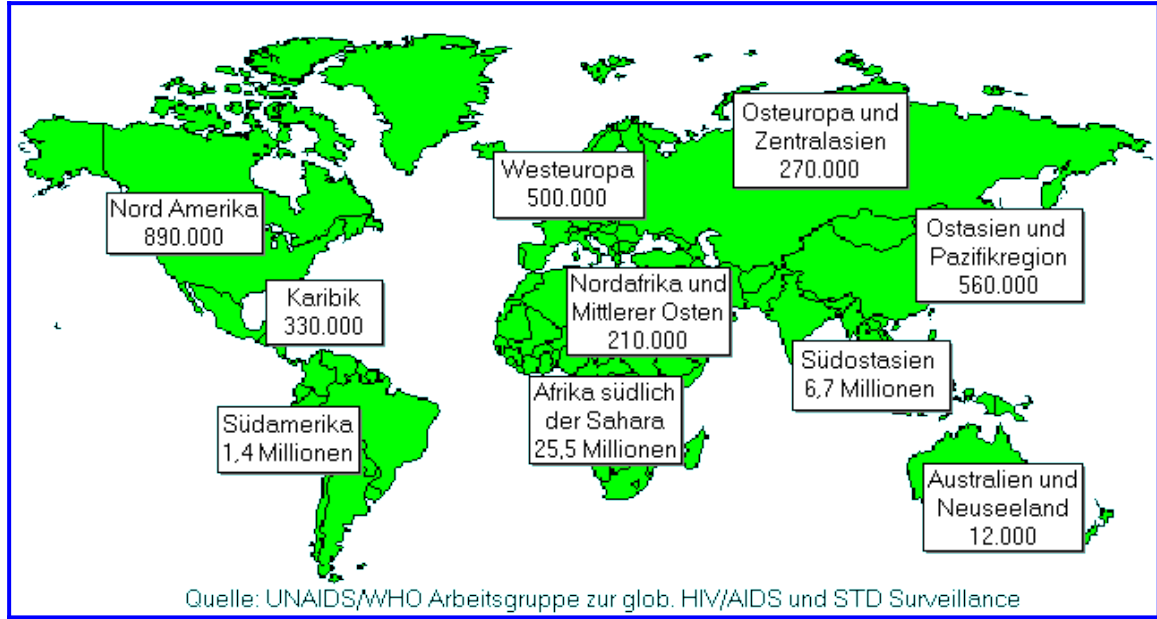 Osteuropa und
Zentralasien
270.000
Westeuropa
500.000
Nord Amerika
890.000
Ostasien und
Pazifikregion
560.000
Karibik
330.000
Nordafrika und
Mittlerer Osten
210.000
Südostasien
6,7 Millionen
Afrika südlich
der Sahara
25,5 Millionen
Südamerika
1,4 Millionen
Australien und
Neuseeland
12.000
Quelle: UNAIDS/WHO Arbeitsgruppe zur glob. HIV/AIDS und STD Surveillance